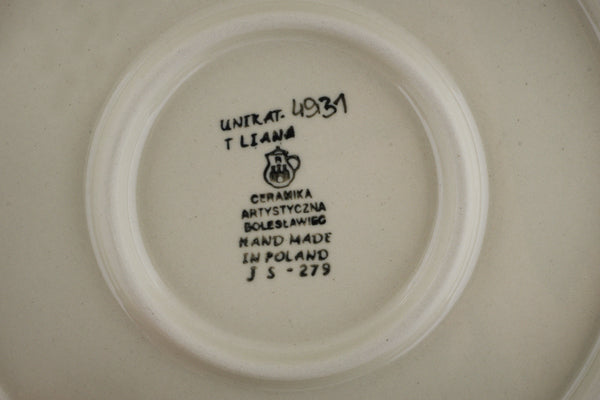 UNIKAT. 4931
T LIANA
CERAMIKA
ARTYSTYCZNA
BOLESŁAWIEC
HAND MADE
IN POLAND
J S - 279